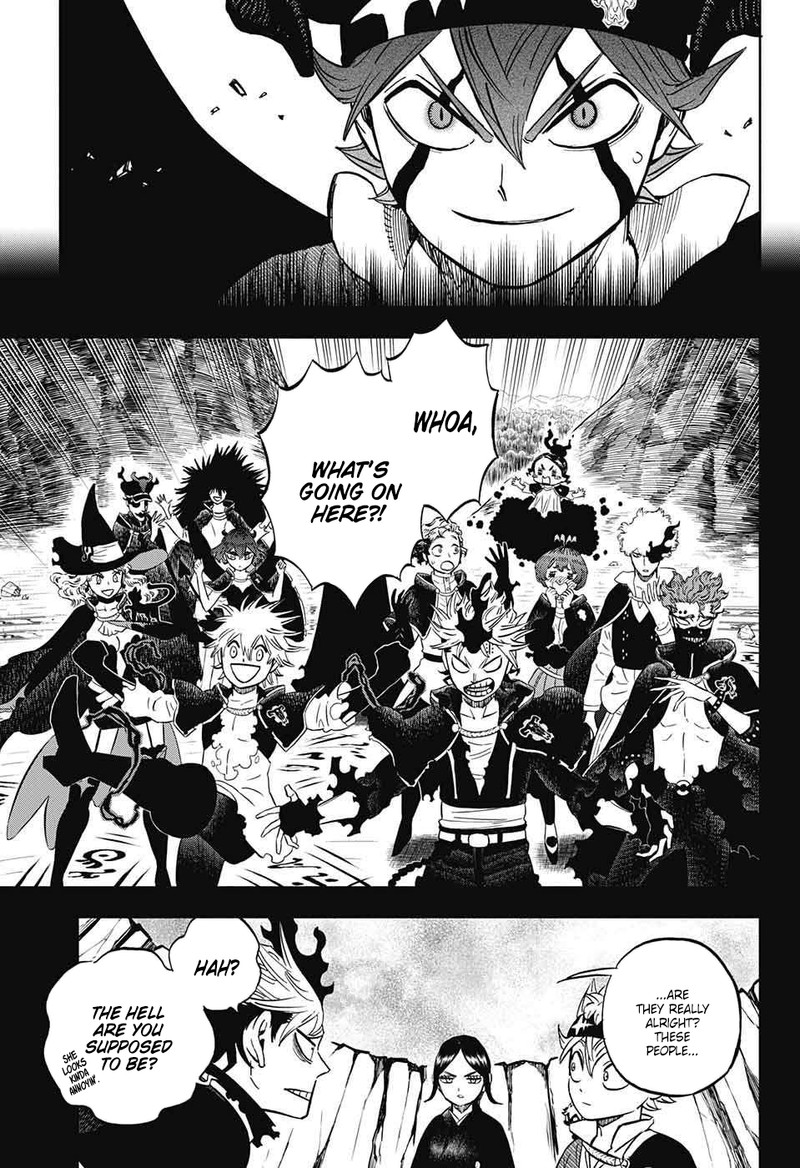 WHOA,
WHAT'S
GOING ON
HERE?!
HAH?
THE HELL
ARE YOU
SUPPOSED
TO BE?
SHE
LOOKS
KINDA
ANNOYIN'.
...ARE
THEY REALLY
ALRIGHT?
THESE
PEOPLE...